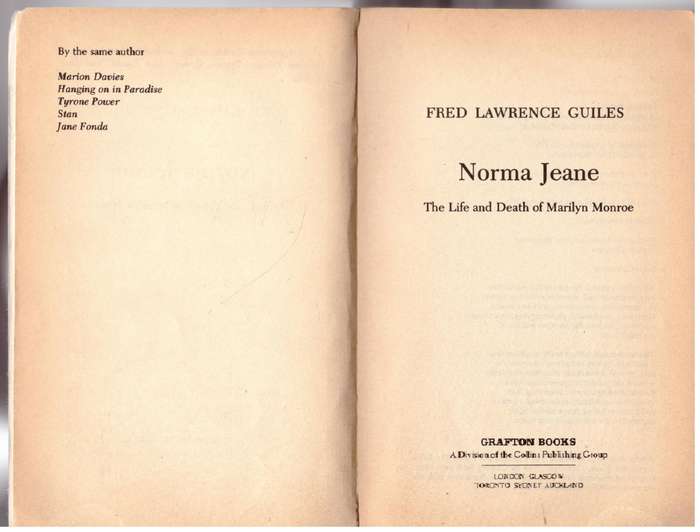 By the same author
Marion Davies
Hanging on in Paradise
Tyrone Power
Stan
Jane Fonda
FRED LAWRENCE GUILES
Norma Jeane
The Life and Death of Marilyn Monroe
GRAFTON BOOKS
A Division of the Collins Publishing Group
LONDON GLASGOW
TORONTO SYDNEY AUCKLAND